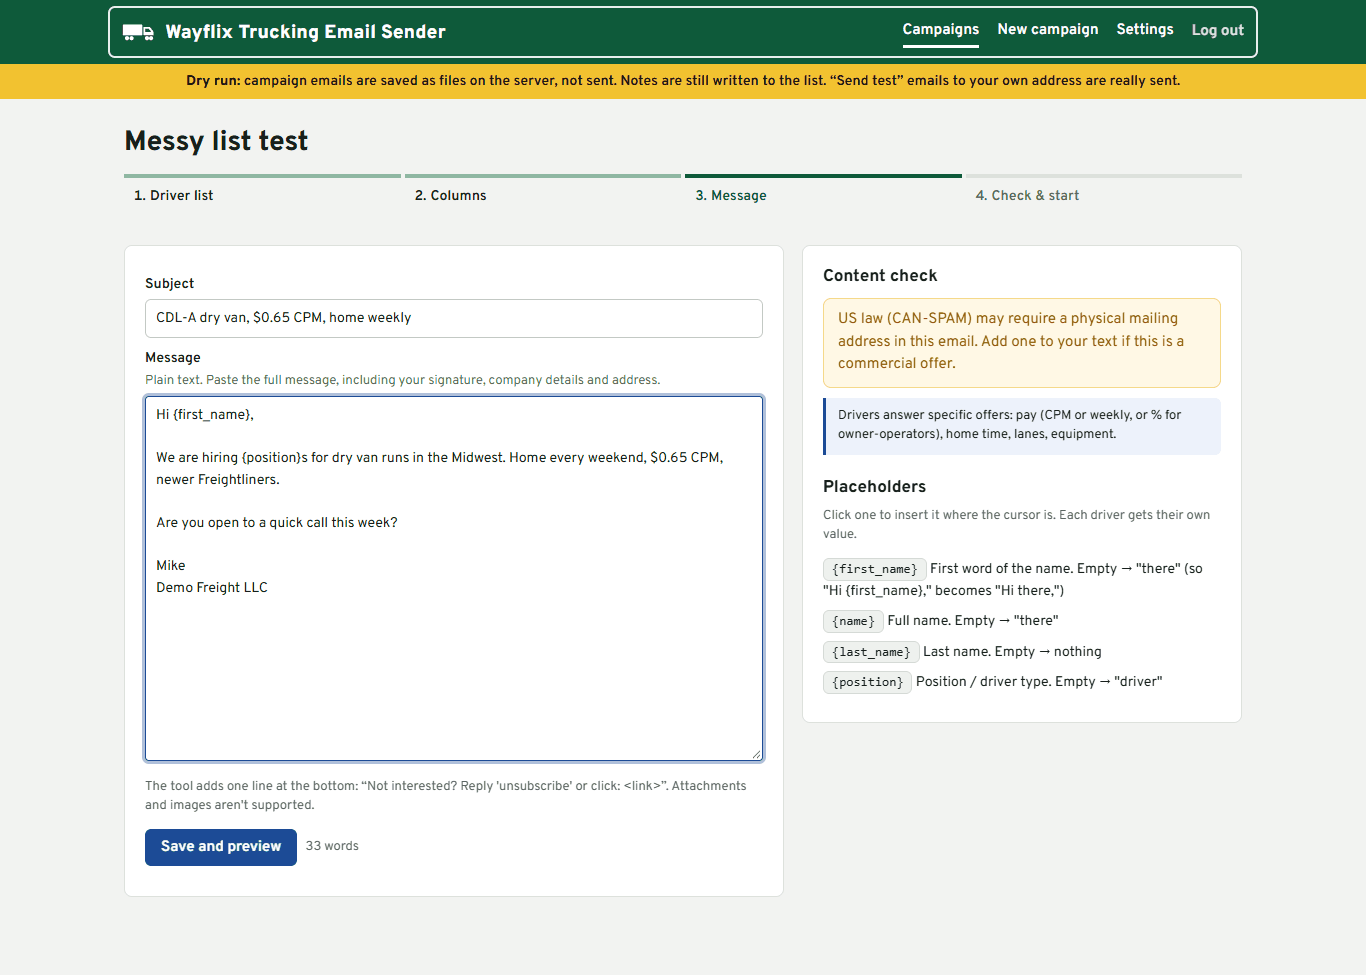 Wayflix Trucking Email Sender
Campaigns New campaign Settings Log out
Dry run: campaign emails are saved as files on the server, not sent. Notes are still written to the list. “Send test” emails to your own address are really sent.
Messy list test
1. Driver list
2. Columns
3. Message
4. Check & start
Subject
CDL-A dry van, $0.65 CPM, home weekly
Message
Plain text. Paste the full message, including your signature, company details and address.
Hi {first_name},
We are hiring {position}s for dry van runs in the Midwest. Home every weekend, $0.65 CPM,
newer Freightliners.
Are you open to a quick call this week?
Mike
Demo Freight LLC
The tool adds one line at the bottom: “Not interested? Reply 'unsubscribe' or click: <link>”. Attachments
and images aren't supported.
Save and preview 33 words
Content check
US law (CAN-SPAM) may require a physical mailing
address in this email. Add one to your text if this is a
commercial offer.
Drivers answer specific offers: pay (CPM or weekly, or % for
owner-operators), home time, lanes, equipment.
Placeholders
Click one to insert it where the cursor is. Each driver gets their own
value.
{first_name} First word of the name. Empty → "there" (so
"Hi {first_name}," becomes "Hi there,")
{name} Full name. Empty → "there"
{last_name} Last name. Empty → nothing
{position} Position / driver type. Empty → "driver"